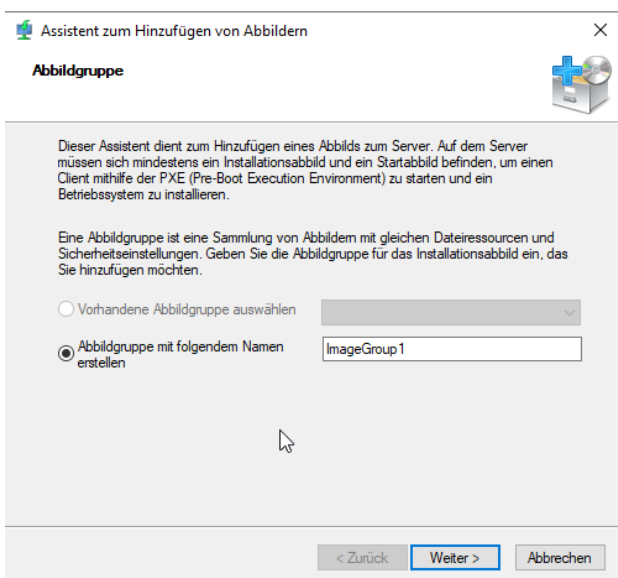 Assistent zum Hinzufügen von Abbildern
Abbildgruppe
Dieser Assistent dient zum Hinzufügen eines Abbilds zum Server. Auf dem Server
müssen sich mindestens ein Installationsabbild und ein Startabbild befinden, um einen
Client mithilfe der PXE (Pre-Boot Execution Environment) zu starten und ein
Betriebssystem zu installieren.
Eine Abbildgruppe ist eine Sammlung von Abbildern mit gleichen Dateiressourcen und
Sicherheitseinstellungen. Geben Sie die Abbildgruppe für das Installationsabbild ein, das
Sie hinzufügen möchten.
Vorhandene Abbildgruppe auswählen
Abbildgruppe mit folgendem Namen
erstellen
ImageGroup1
< Zurück Weiter > Abbrechen